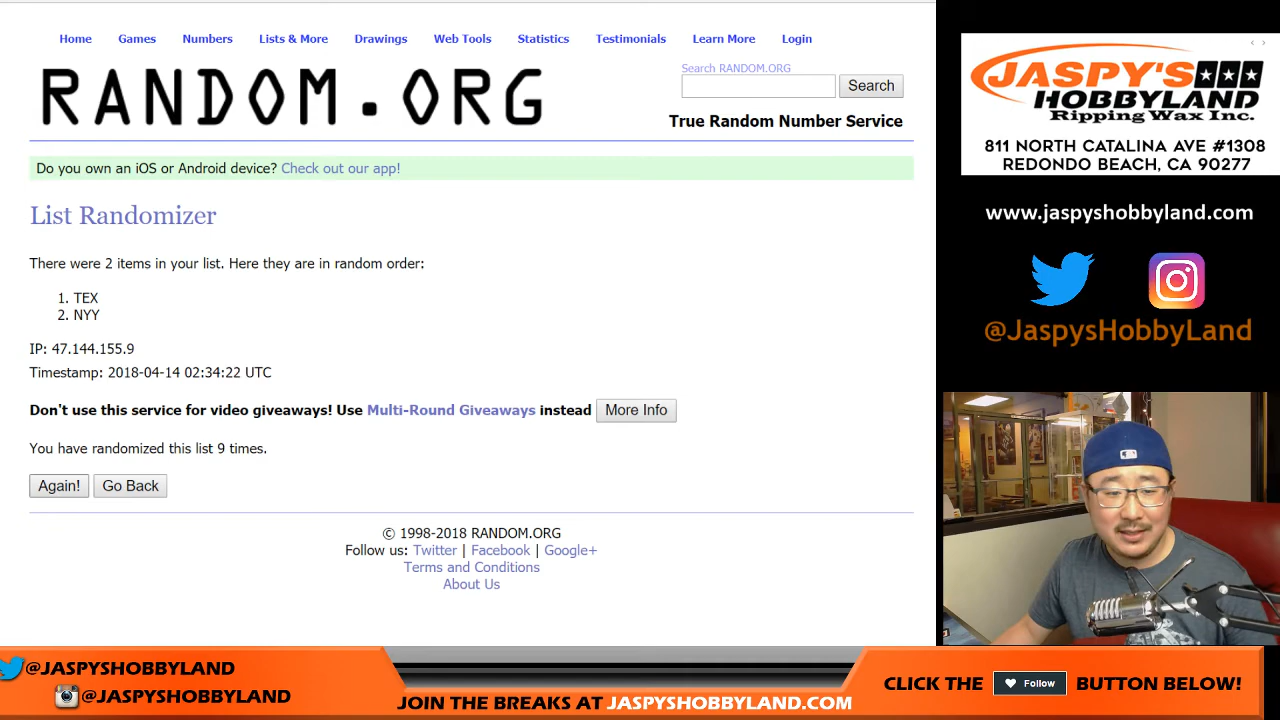 Home Games Numbers Lists & More Drawings Web Tools Statistics Testimonials Learn More Login
RANDOM.ORG
Search RANDOM.ORG
Search
True Random Number Service
Do you own an iOS or Android device? Check out our app!
List Randomizer
There were 2 items in your list. Here they are in random order:
1. TEX
2. NYY
IP: 47.144.155.9
Timestamp: 2018-04-14 02:34:22 UTC
Don't use this service for video giveaways! Use Multi-Round Giveaways instead More Info
You have randomized this list 9 times.
Again! Go Back
© 1998-2018 RANDOM.ORG
Follow us: Twitter | Facebook | Google+
Terms and Conditions
About Us
JASPY'S
HOBBYLAND
Ripping Wax Inc.
811 NORTH CATALINA AVE #1308
REDONDO BEACH, CA 90277
www.jaspyshobbyland.com
@JaspysHobbyLand
@JASPYSHOBBYLAND
@JASPYSHOBBYLAND
JOIN THE BREAKS AT JASPYSHOBBYLAND.COM
CLICK THE Follow BUTTON BELOW!